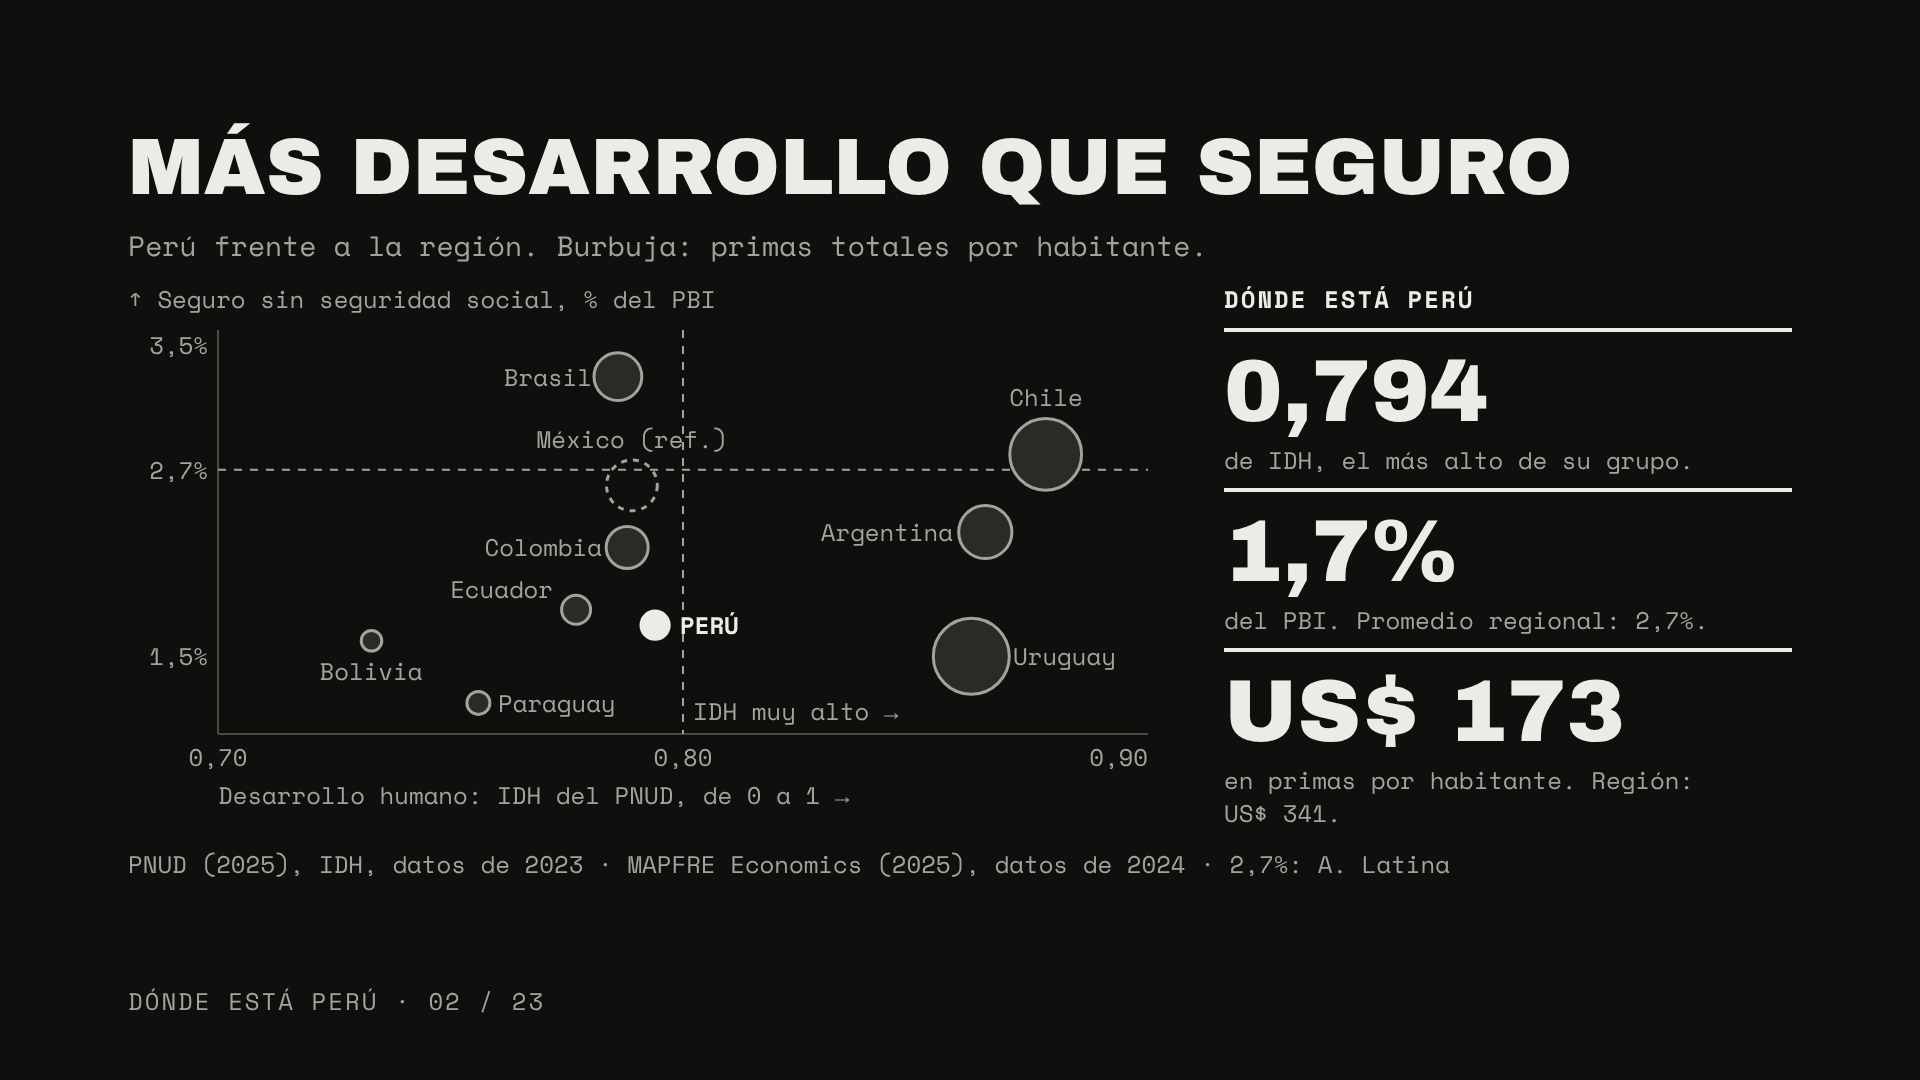 MÁS DESARROLLO QUE SEGURO
Perú frente a la región. Burbuja: primas totales por habitante.
↑ Seguro sin seguridad social, % del PBI
3,5%
Brasil
Chile
México (ref.)
2,7%
Argentina
Colombia
Ecuador
PERÚ
1,5%
Uruguay
Bolivia
Paraguay
IDH muy alto →
0,70
0,80
0,90
Desarrollo humano: IDH del PNUD, de 0 a 1 →
DÓNDE ESTÁ PERÚ
0,794
de IDH, el más alto de su grupo.
1,7%
del PBI. Promedio regional: 2,7%.
US$ 173
en primas por habitante. Región:
US$ 341.
PNUD (2025), IDH, datos de 2023 · MAPFRE Economics (2025), datos de 2024 · 2,7%: A. Latina
DÓNDE ESTÁ PERÚ · 02 / 23